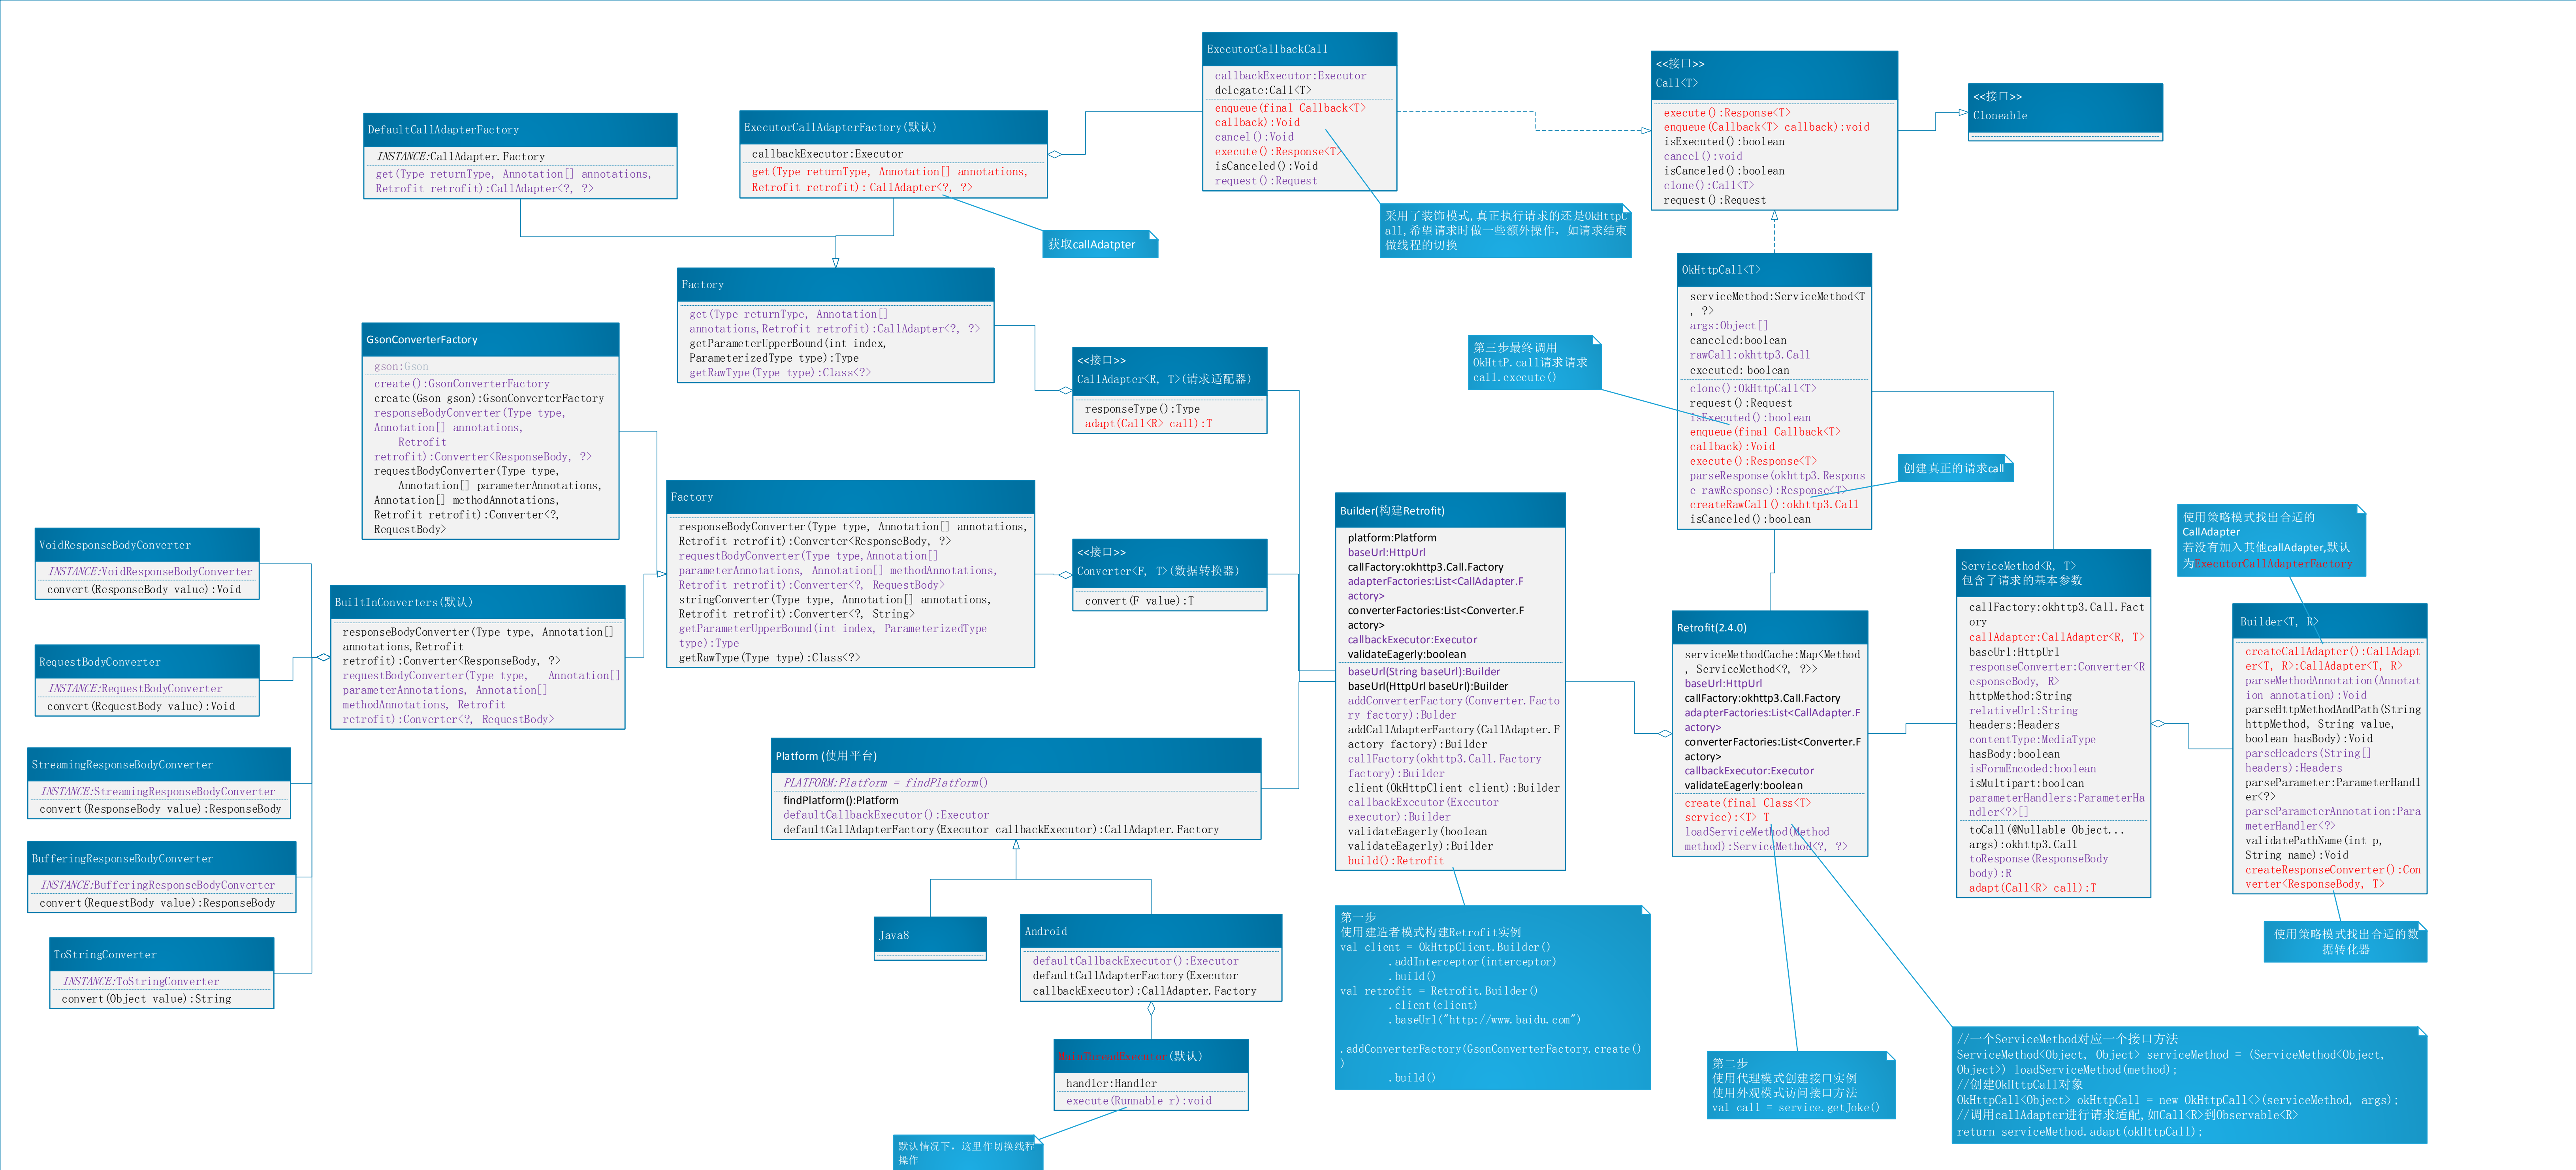 ExecutorCallbackCall
callbackExecutor:Executor
delegate:Call<T>
enqueue(final Callback<T>
callback):Void
cancel():Void
execute():Response<T>
isCanceled():Void
request():Request
<<接口>>
Call<T>
execute():Response<T>
enqueue(Callback<T> callback):void
isExecuted():boolean
cancel():void
isCanceled():boolean
clone():Call<T>
request():Request
<<接口>>
Cloneable
DefaultCallAdapterFactory
INSTANCE:CallAdapter.Factory
get(Type returnType, Annotation[] annotations,
Retrofit retrofit):CallAdapter<?, ?>
ExecutorCallAdapterFactory(默认)
callbackExecutor:Executor
get(Type returnType, Annotation[] annotations,
Retrofit retrofit):CallAdapter<?, ?>
获取callAdatpter
采用了装饰模式,真正执行请求的还是OkHttpC
all,希望请求时做一些额外操作，如请求结束
做线程的切换
Factory
get(Type returnType, Annotation[]
annotations,Retrofit retrofit):CallAdapter<?, ?>
getParameterUpperBound(int index,
ParameterizedType type):Type
getRawType(Type type):Class<?>
OkHttpCall<T>
serviceMethod:ServiceMethod<T
, ?>
args:Object[]
canceled:boolean
rawCall:okhttp3.Call
executed:boolean
clone():OkHttpCall<T>
request():Request
isExecuted():boolean
enqueue(final Callback<T>
callback):Void
execute():Response<T>
parseResponse(okhttp3.Respons
e rawResponse):Response<T>
createRawCall():okhttp3.Call
isCanceled():boolean
第三步最终调用
OkHttP.call请求请求
call.execute()
创建真正的请求call
GsonConverterFactory
gson:Gson
create():GsonConverterFactory
create(Gson gson):GsonConverterFactory
responseBodyConverter(Type type,
Annotation[] annotations,
Retrofit
retrofit):Converter<ResponseBody, ?>
requestBodyConverter(Type type,
Annotation[] parameterAnnotations,
Annotation[] methodAnnotations,
Retrofit retrofit):Converter<?,
RequestBody>
<<接口>>
CallAdapter<R, T>(请求适配器)
responseType():Type
adapt(Call<R> call):T
Factory
responseBodyConverter(Type type, Annotation[] annotations,
Retrofit retrofit):Converter<ResponseBody, ?>
requestBodyConverter(Type type,Annotation[]
parameterAnnotations, Annotation[] methodAnnotations,
Retrofit retrofit):Converter<?, RequestBody>
stringConverter(Type type, Annotation[] annotations,
Retrofit retrofit):Converter<?, String>
getParameterUpperBound(int index, ParameterizedType
type):Type
getRawType(Type type):Class<?>
<<接口>>
Converter<F, T>(数据转换器)
convert(F value):T
VoidResponseBodyConverter
INSTANCE:VoidResponseBodyConverter
convert(ResponseBody value):Void
RequestBodyConverter
INSTANCE:RequestBodyConverter
convert(RequestBody value):Void
StreamingResponseBodyConverter
INSTANCE:StreamingResponseBodyConverter
convert(ResponseBody value):ResponseBody
BufferingResponseBodyConverter
INSTANCE:BufferingResponseBodyConverter
convert(RequestBody value):ResponseBody
ToStringConverter
INSTANCE:ToStringConverter
convert(Object value):String
BuiltInConverters(默认)
responseBodyConverter(Type type, Annotation[]
annotations,Retrofit
retrofit):Converter<ResponseBody, ?>
requestBodyConverter(Type type, Annotation[]
parameterAnnotations, Annotation[]
methodAnnotations, Retrofit
retrofit):Converter<?, RequestBody>
Platform (使用平台)
PLATFORM:Platform = findPlatform()
findPlatform():Platform
defaultCallbackExecutor():Executor
defaultCallAdapterFactory(Executor callbackExecutor):CallAdapter.Factory
Java8
Android
defaultCallbackExecutor():Executor
defaultCallAdapterFactory(Executor
callbackExecutor):CallAdapter.Factory
MainThreadExecutor(默认)
handler:Handler
execute(Runnable r):void
默认情况下，这里作切换线程
操作
Builder(构建Retrofit)
platform:Platform
baseUrl:HttpUrl
callFactory:okhttp3.Call.Factory
adapterFactories:List<CallAdapter.F
actory>
converterFactories:List<Converter.F
actory>
callbackExecutor:Executor
validateEagerly:boolean
baseUrl(String baseUrl):Builder
baseUrl(HttpUrl baseUrl):Builder
addConverterFactory(Converter.Facto
ry factory):Bulder
addCallAdapterFactory(CallAdapter.F
actory factory):Builder
callFactory(okhttp3.Call.Factory
factory):Builder
client(OkHttpClient client):Builder
callbackExecutor(Executor
executor):Builder
validateEagerly(boolean
validateEagerly):Builder
build():Retrofit
第一步
使用建造者模式构建Retrofit实例
val client = OkHttpClient.Builder()
.addInterceptor(interceptor)
.build()
val retrofit = Retrofit.Builder()
.client(client)
.baseUrl("http://www.baidu.com")
.addConverterFactory(GsonConverterFactory.create()
)
.build()
Retrofit(2.4.0)
serviceMethodCache:Map<Method
, ServiceMethod<?, ?>>
baseUrl:HttpUrl
callFactory:okhttp3.Call.Factory
adapterFactories:List<CallAdapter.F
actory>
converterFactories:List<Converter.F
actory>
callbackExecutor:Executor
validateEagerly:boolean
create(final Class<T>
service):<T> T
loadServiceMethod(Method
method):ServiceMethod<?, ?>
第二步
使用代理模式创建接口实例
使用外观模式访问接口方法
val call = service.getJoke()
ServiceMethod<R, T>
包含了请求的基本参数
callFactory:okhttp3.Call.Fact
ory
callAdapter:CallAdapter<R, T>
baseUrl:HttpUrl
responseConverter:Converter<R
esponseBody, R>
httpMethod:String
relativeUrl:String
headers:Headers
contentType:MediaType
hasBody:boolean
isFormEncoded:boolean
isMultipart:boolean
parameterHandlers:ParameterHa
ndler<?>[]
toCall(@Nullable Object...
args):okhttp3.Call
toResponse(ResponseBody
body):R
adapt(Call<R> call):T
使用策略模式找出合适的
CallAdapter
若没有加入其他callAdapter,默认
为ExecutorCallAdapterFactory
Builder<T, R>
createCallAdapter():CallAdapt
er<T, R>:CallAdapter<T, R>
parseMethodAnnotation(Annotat
ion annotation):Void
parseHttpMethodAndPath(String
httpMethod, String value,
boolean hasBody):Void
parseHeaders(String[]
headers):Headers
parseParameter:ParameterHandl
er<?>
parseParameterAnnotation:Para
meterHandler<?>
validatePathName(int p,
String name):Void
createResponseConverter():Con
verter<ResponseBody, T>
使用策略模式找出合适的数
据转化器
//一个ServiceMethod对应一个接口方法
ServiceMethod<Object, Object> serviceMethod = (ServiceMethod<Object,
Object>) loadServiceMethod(method);
//创建OkHttpCall对象
OkHttpCall<Object> okHttpCall = new OkHttpCall<>(serviceMethod, args);
//调用callAdapter进行请求适配,如Call<R>到Observable<R>
return serviceMethod.adapt(okHttpCall);